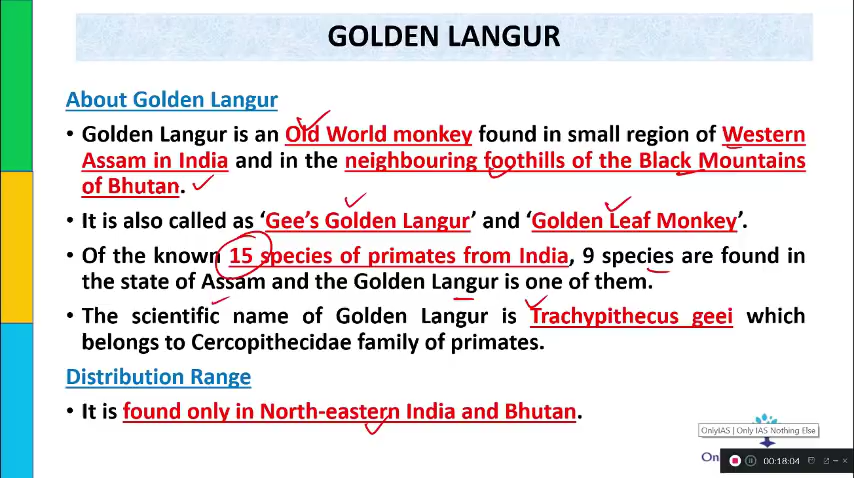 GOLDEN LANGUR
About Golden Langur
• Golden Langur is an Old World monkey found in small region of Western
Assam in India and in the neighbouring foothills of the Black Mountains
of Bhutan.
• It is also called as ‘Gee’s Golden Langur’ and ‘Golden Leaf Monkey’.
• Of the known 15 species of primates from India, 9 species are found in
the state of Assam and the Golden Langur is one of them.
• The scientific name of Golden Langur is Trachypithecus geei which
belongs to Cercopithecidae family of primates.
Distribution Range
• It is found only in North-eastern India and Bhutan.
OnlyIAS | Only IAS Nothing Else
00:18:04